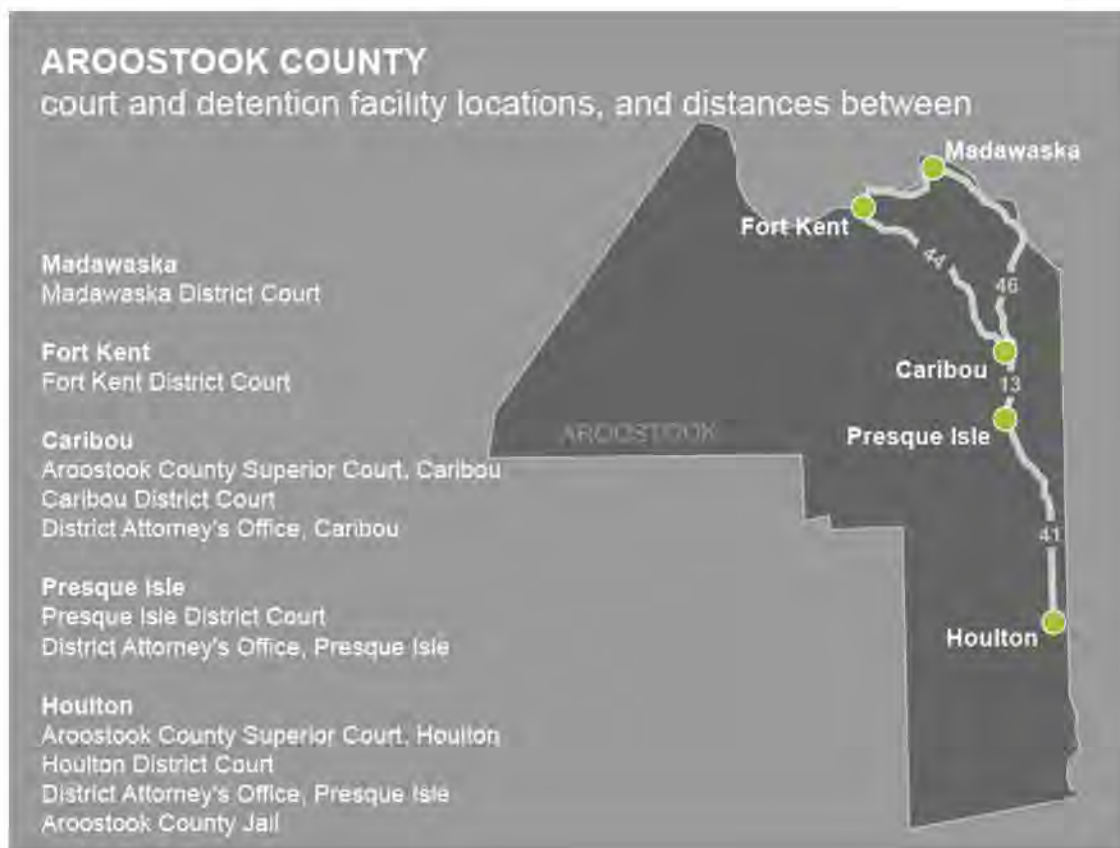 AROOSTOOK COUNTY
court and detention facility locations, and distances between
Madawaska
Fort Kent
44
46
Caribou
13
AROOSTOOK
Presque Isle
41
Houlton
Madawaska
Madawaska District Court
Fort Kent
Fort Kent District Court
Caribou
Aroostook County Superior Court, Caribou
Caribou District Court
District Attorney's Office, Caribou
Presque Isle
Presque Isle District Court
District Attorney's Office, Presque Isle
Houlton
Aroostook County Superior Court, Houlton
Houlton District Court
District Attorney's Office, Presque Isle
Aroostook County Jail